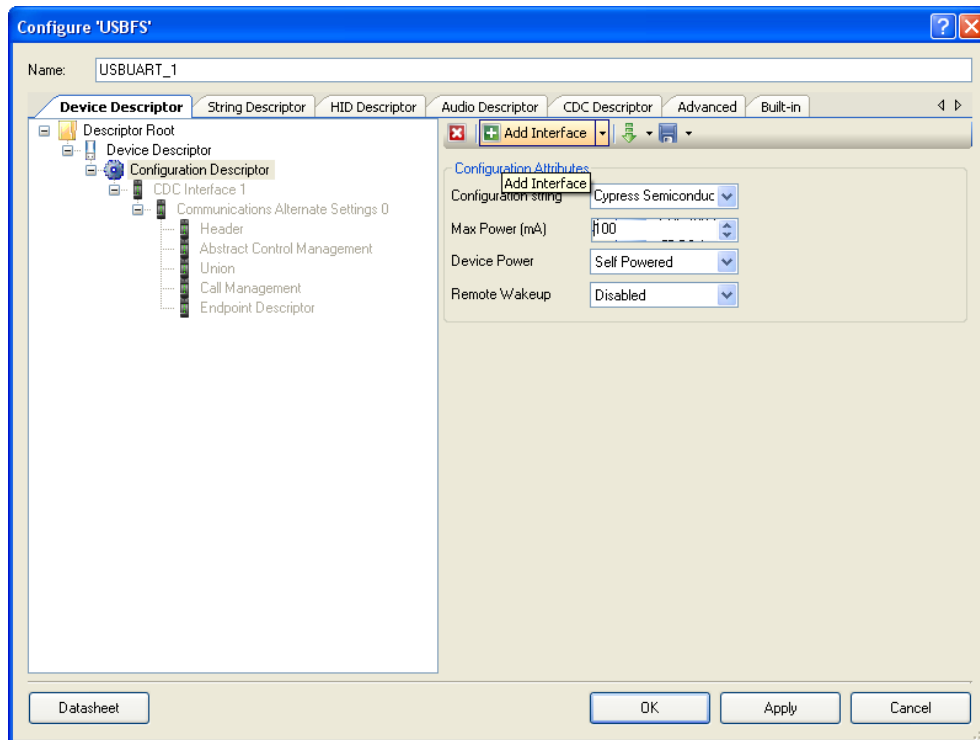 Configure 'USBFS'
Name: USBUART_1
Device Descriptor String Descriptor HID Descriptor Audio Descriptor CDC Descriptor Advanced Built-in
Descriptor Root
Device Descriptor
Configuration Descriptor
CDC Interface 1
Communications Alternate Settings 0
Header
Abstract Control Management
Union
Call Management
Endpoint Descriptor
Add Interface
Configuration Attributes
Add Interface
Configuration string Cypress Semiconduc
Max Power (mA) 100
Device Power Self Powered
Remote Wakeup Disabled
Datasheet OK Apply Cancel